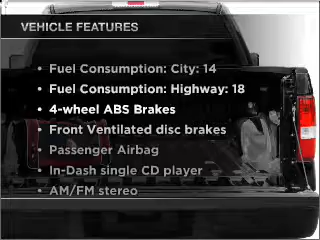 VEHICLE FEATURES
• Fuel Consumption: City: 14
• Fuel Consumption: Highway: 18
• 4-wheel ABS Brakes
• Front Ventilated disc brakes
• Passenger Airbag
• In-Dash single CD player
• AM/FM stereo